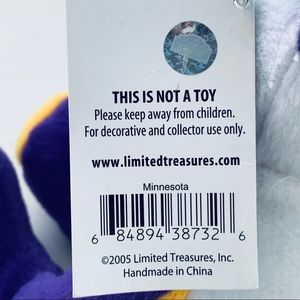 THIS IS NOT A TOY
Please keep away from children.
For decorative and collector use only.
www.limitedtreasures.com
Minnesota
6 84894 38732 6
©2005 Limited Treasures, Inc.
Handmade in China